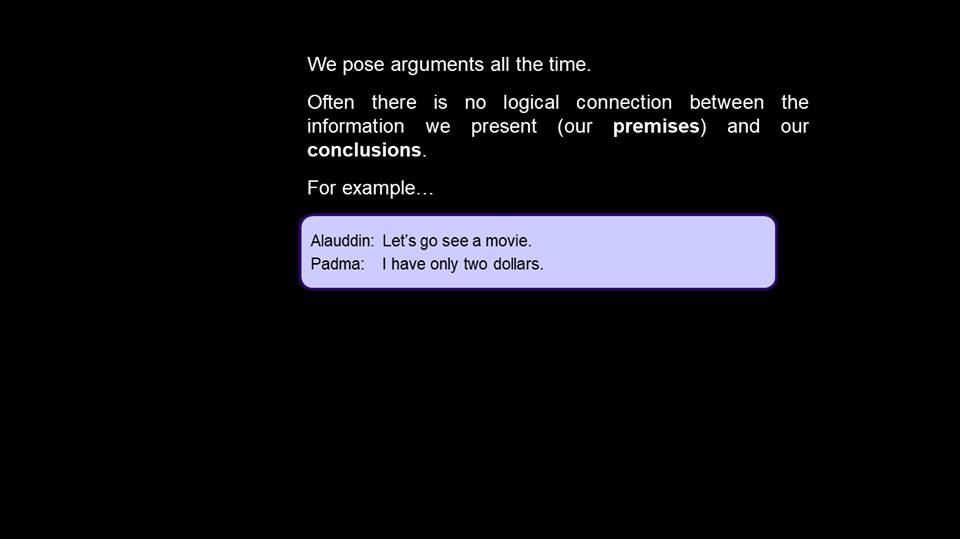 We pose arguments all the time.
Often there is no logical connection between the
information we present (our premises) and our
conclusions.
For example…
Alauddin: Let's go see a movie.
Padma: I have only two dollars.